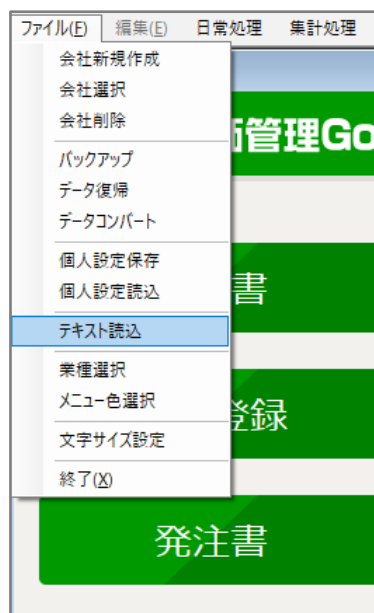 ファイル(F) 編集(E) 日常処理 集計処理
会社新規作成
会社選択
会社削除
バックアップ
データ復帰
データコンバート
個人設定保存
個人設定読込
テキスト読込
業種選択
メニュー色選択
文字サイズ設定
終了(X)
管理Go
書
登録
発注書